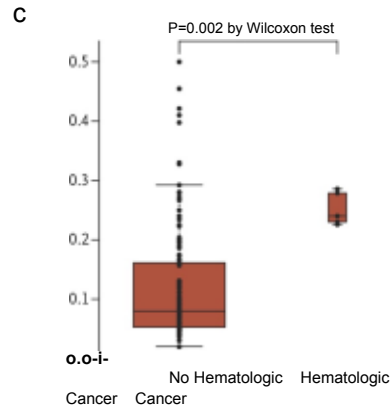 C
P=0.002 by Wilcoxon test
0.5
0.4
0.3
0.2
0.1
o.o-i-
No Hematologic Hematologic
Cancer Cancer